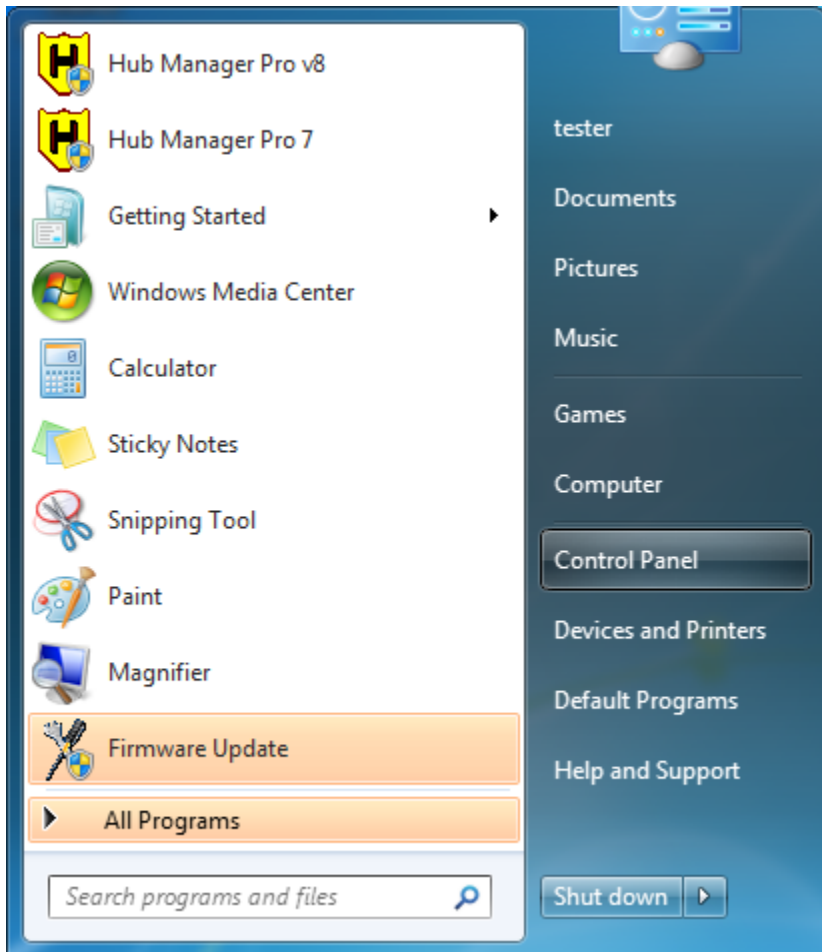 Hub Manager Pro v8
Hub Manager Pro 7
Getting Started
Windows Media Center
Calculator
Sticky Notes
Snipping Tool
Paint
Magnifier
Firmware Update
All Programs
Search programs and files
tester
Documents
Pictures
Music
Games
Computer
Control Panel
Devices and Printers
Default Programs
Help and Support
Shut down